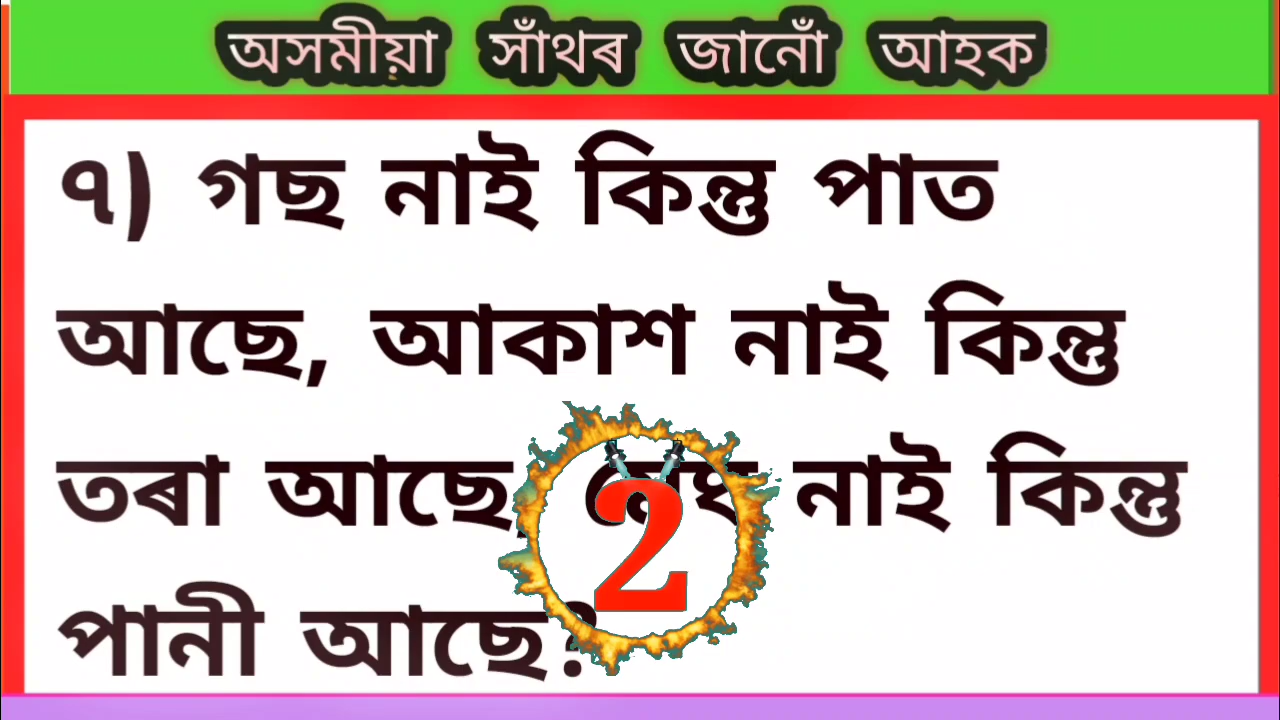 অসমীয়া সাঁথৰ জানোঁ আহক
৭) গছ নাই কিন্তু পাত
আছে, আকাশ নাই কিন্তু
তৰা আছে, মেঘ নাই কিন্তু
পানী আছে?
2